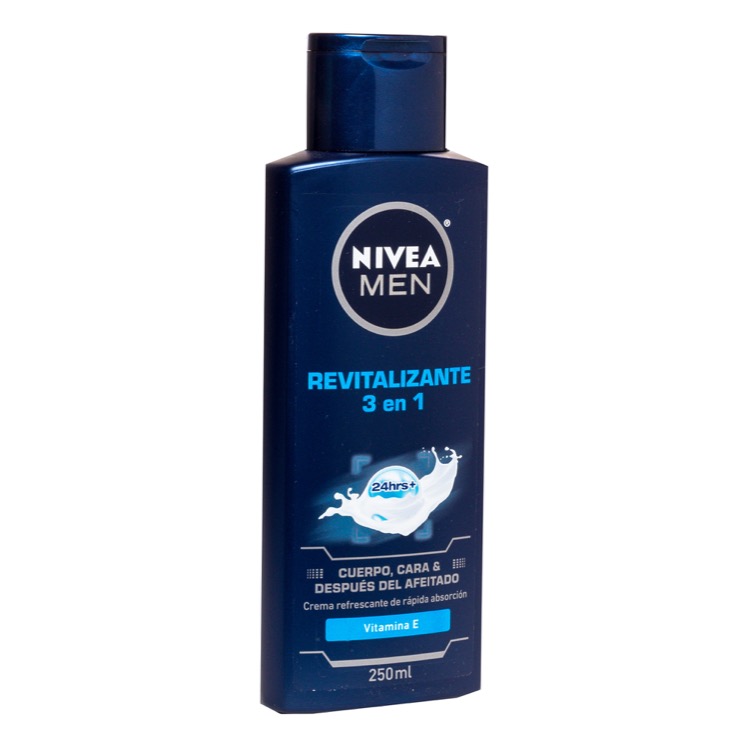 NIVEA
MEN
®
REVITALIZANTE
3 en 1
24hrs+
CUERPO, CARA &
DESPUÉS DEL AFEITADO
Crema refrescante de rápida absorción
Vitamina E
250ml